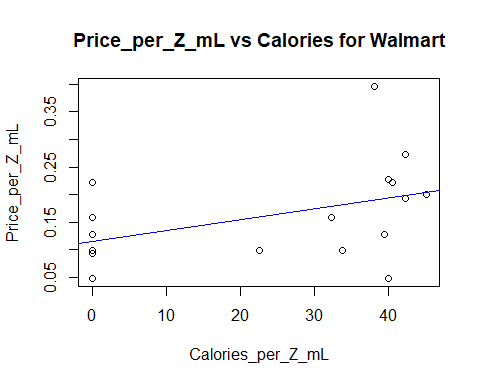 Price_per_Z_mL vs Calories for Walmart
Price_per_Z_mL
0.35
0.25
0.15
0.05
0 10 20 30 40
Calories_per_Z_mL